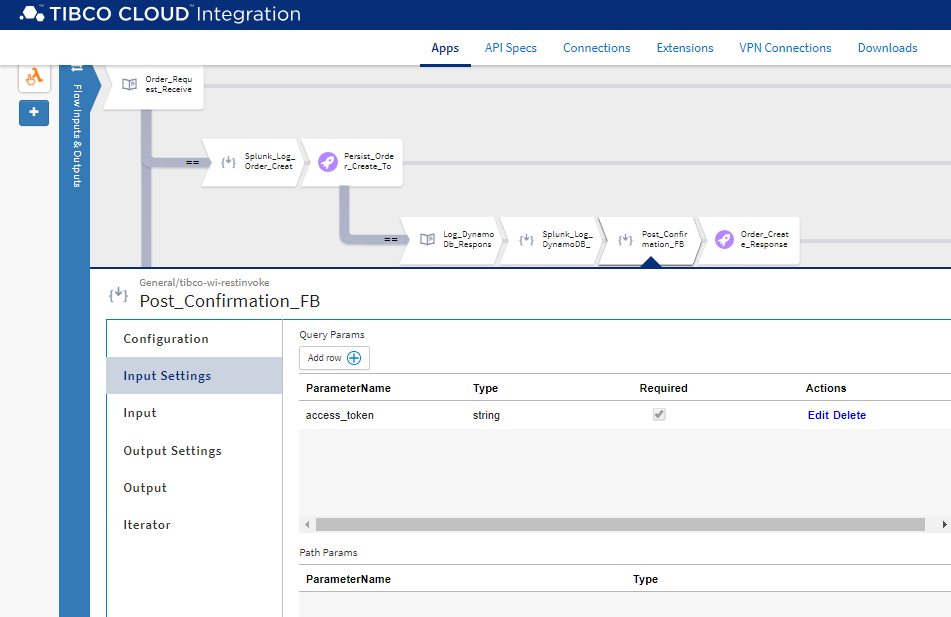 TIBCO CLOUD™ Integration
Apps API Specs Connections Extensions VPN Connections Downloads
Flow Inputs & Outputs
Order_Requ
est_Receive
==
Splunk_Log_
Order_Creat
Persist_Orde
r_Create_To
==
Log_Dynamo
Db_Respons
Splunk_Log_
DynamoDB_
Post_Confir
mation_FB
Order_Creat
e_Response
General/tibco-wi-restinvoke
Post_Confirmation_FB
Configuration
Input Settings
Input
Output Settings
Output
Iterator
Query Params
Add row
ParameterName Type Required Actions
access_token string Edit Delete
Path Params
ParameterName Type